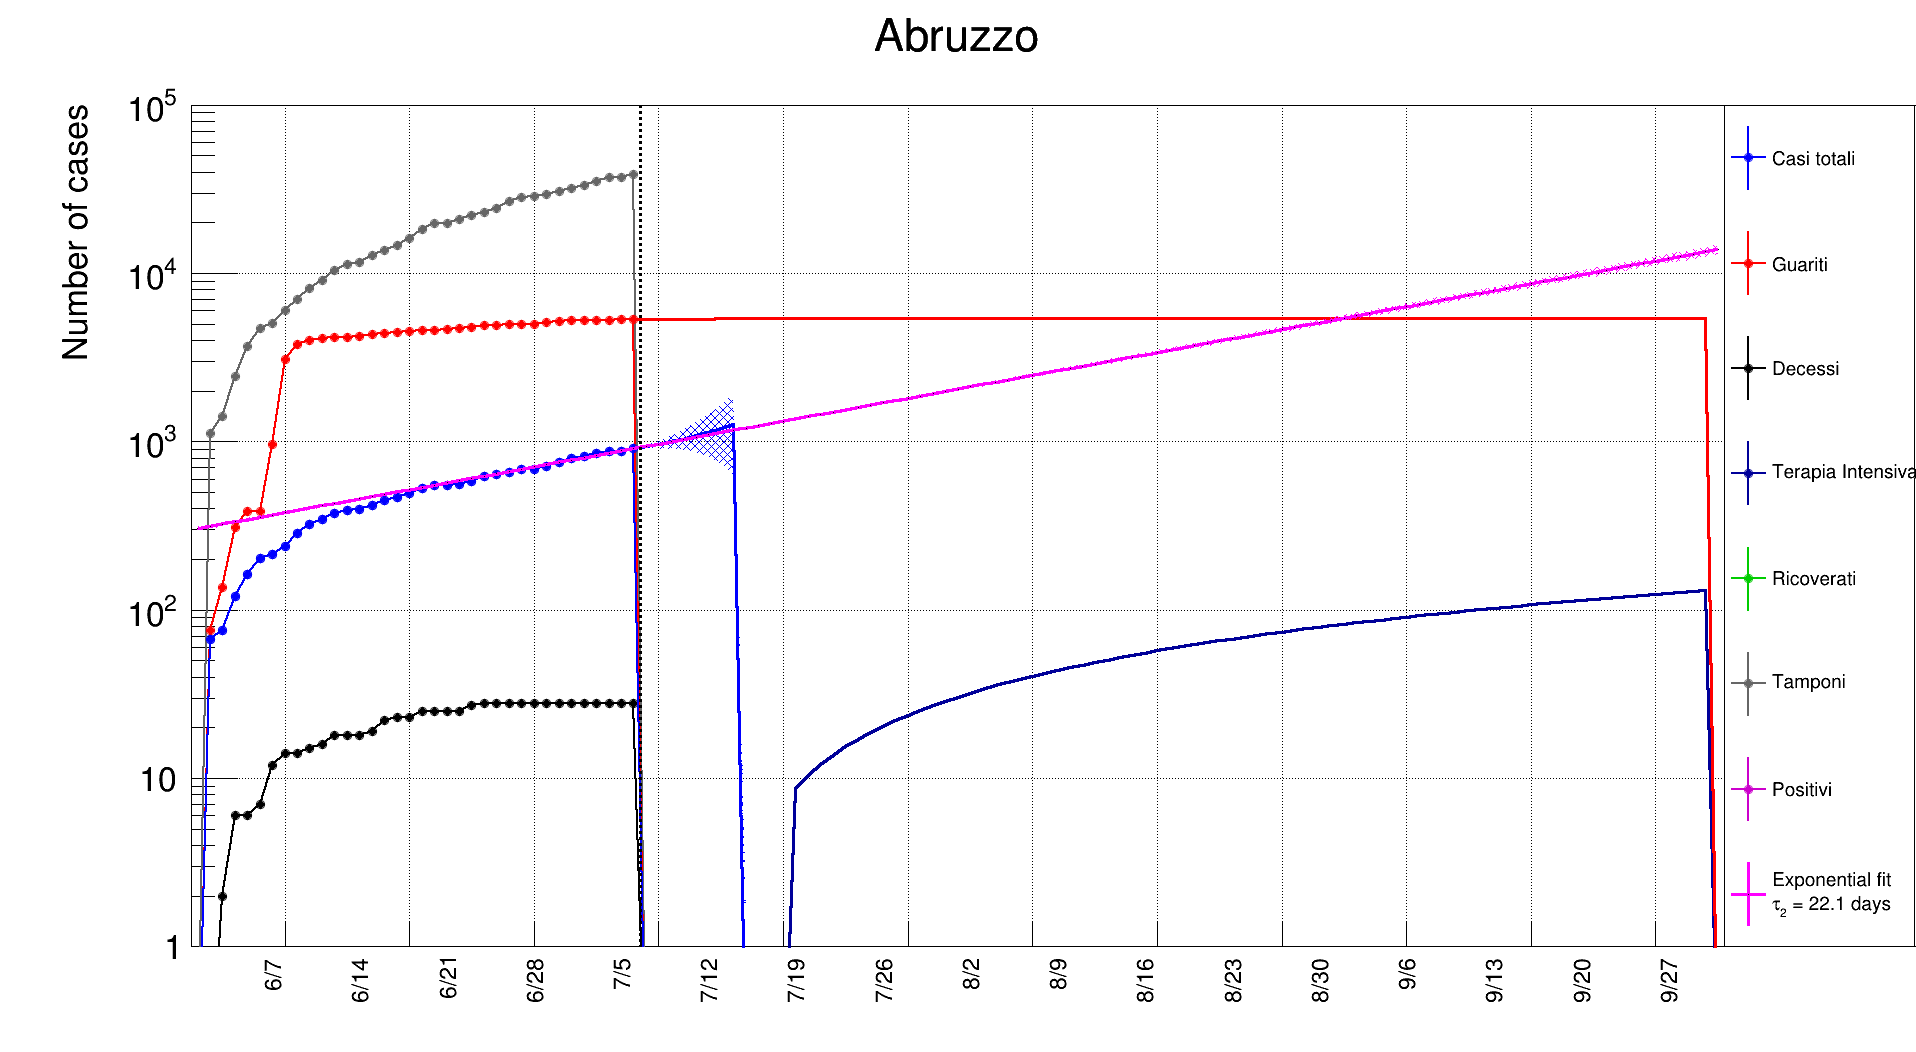 Abruzzo
Number of cases
10^5
10^4
10^3
10^2
10
1
6/7
6/14
6/21
6/28
7/5
7/12
7/19
7/26
8/2
8/9
8/16
8/23
8/30
9/6
9/13
9/20
9/27
Casi totali
Guariti
Decessi
Terapia Intensiva
Ricoverati
Tamponi
Positivi
Exponential fit
τ₂ = 22.1 days